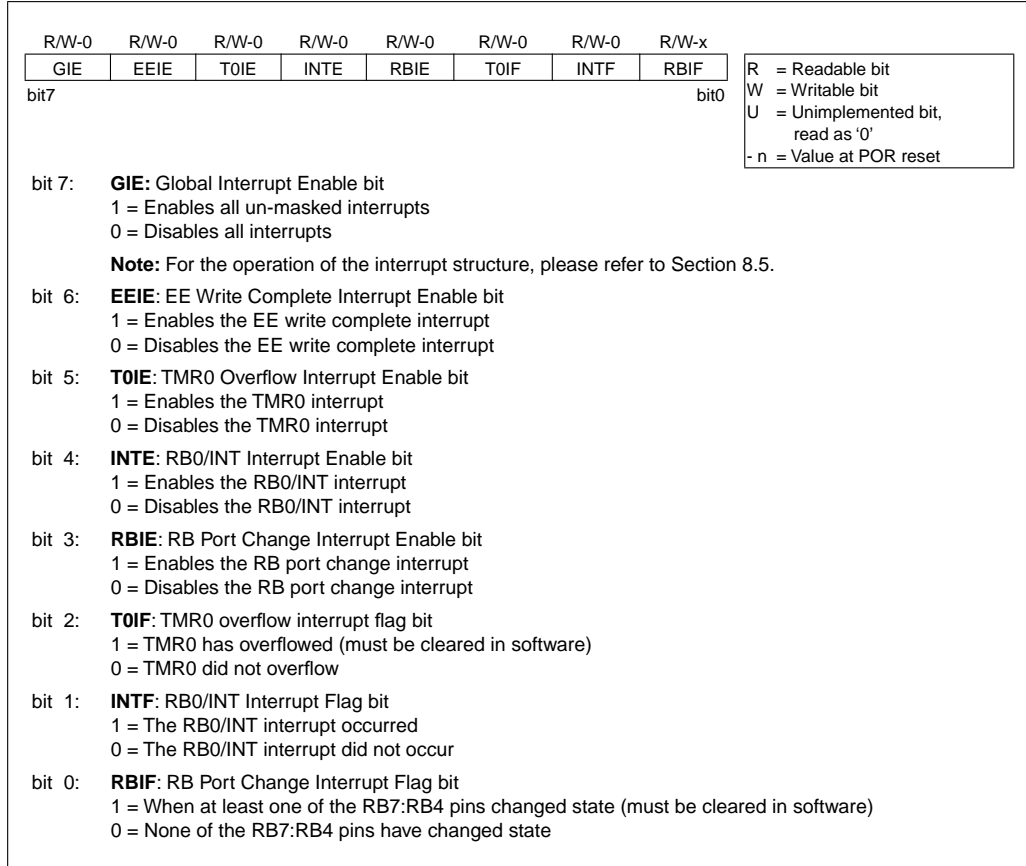 R/W-0 R/W-0 R/W-0 R/W-0 R/W-0 R/W-0 R/W-0 R/W-x
GIE EEIE T0IE INTE RBIE T0IF INTF RBIF
bit7 bit0
R = Readable bit
W = Writable bit
U = Unimplemented bit,
read as ‘0’
- n = Value at POR reset
bit 7: GIE: Global Interrupt Enable bit
1 = Enables all un-masked interrupts
0 = Disables all interrupts
Note: For the operation of the interrupt structure, please refer to Section 8.5.
bit 6: EEIE: EE Write Complete Interrupt Enable bit
1 = Enables the EE write complete interrupt
0 = Disables the EE write complete interrupt
bit 5: T0IE: TMR0 Overflow Interrupt Enable bit
1 = Enables the TMR0 interrupt
0 = Disables the TMR0 interrupt
bit 4: INTE: RB0/INT Interrupt Enable bit
1 = Enables the RB0/INT interrupt
0 = Disables the RB0/INT interrupt
bit 3: RBIE: RB Port Change Interrupt Enable bit
1 = Enables the RB port change interrupt
0 = Disables the RB port change interrupt
bit 2: T0IF: TMR0 overflow interrupt flag bit
1 = TMR0 has overflowed (must be cleared in software)
0 = TMR0 did not overflow
bit 1: INTF: RB0/INT Interrupt Flag bit
1 = The RB0/INT interrupt occurred
0 = The RB0/INT interrupt did not occur
bit 0: RBIF: RB Port Change Interrupt Flag bit
1 = When at least one of the RB7:RB4 pins changed state (must be cleared in software)
0 = None of the RB7:RB4 pins have changed state